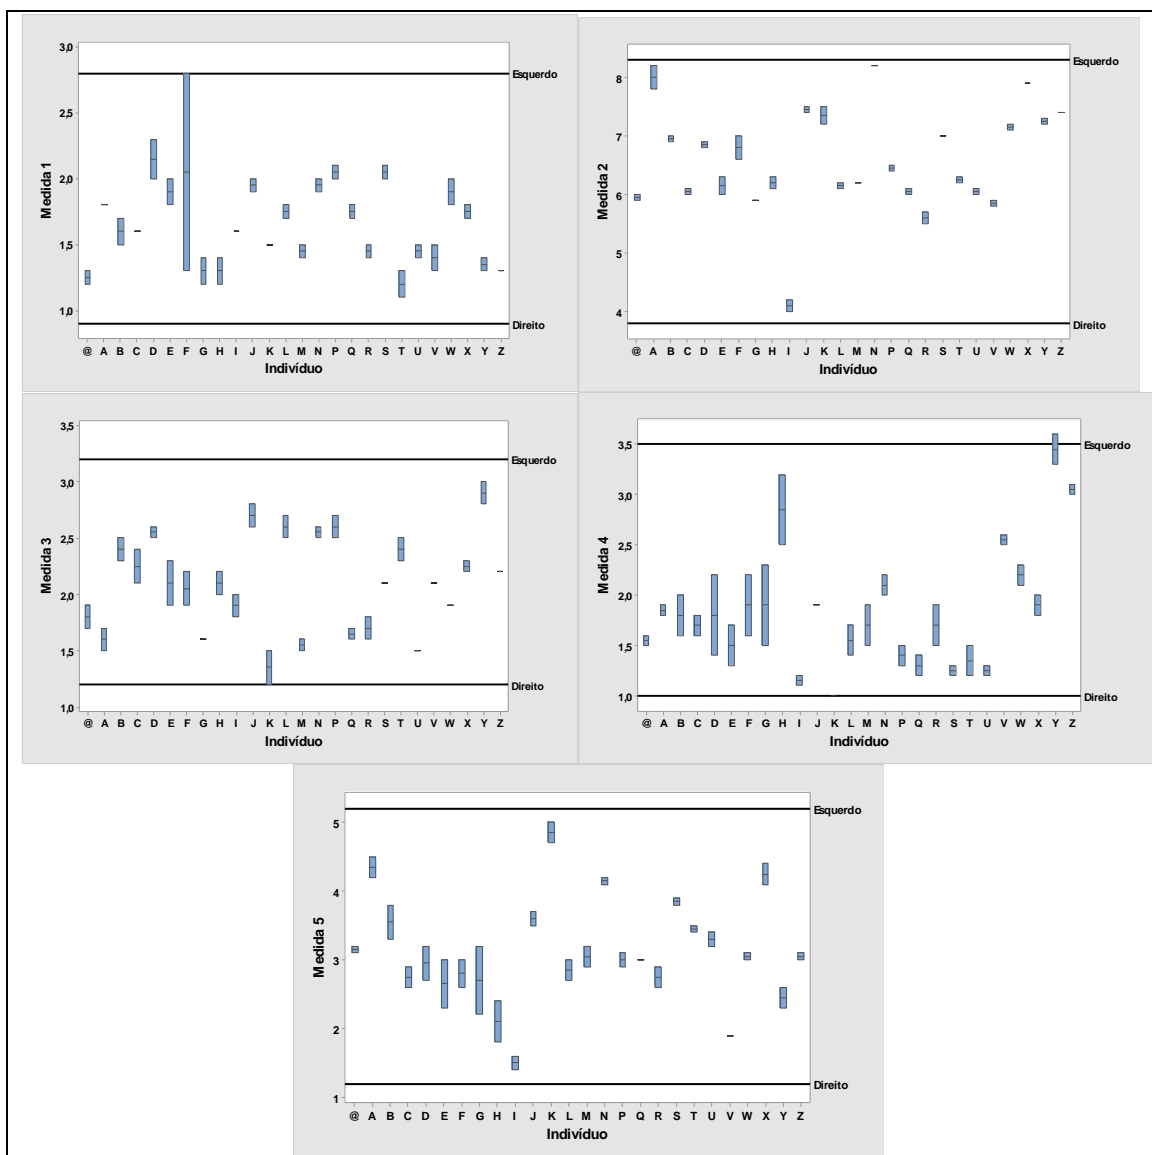 Medida 1
3,0
2,5
2,0
1,5
1,0
Esquerdo
Direito
@ A B C D E F G H I J K L M N P Q R S T U V W X Y Z
Indivíduo
Medida 2
8
7
6
5
4
Esquerdo
Direito
@ A B C D E F G H I J K L M N P Q R S T U V W X Y Z
Indivíduo
Medida 3
3,5
3,0
2,5
2,0
1,5
1,0
Esquerdo
Direito
@ A B C D E F G H I J K L M N P Q R S T U V W X Y Z
Indivíduo
Medida 4
3,5
3,0
2,5
2,0
1,5
1,0
Esquerdo
Direito
@ A B C D E F G H I J K L M N P Q R S T U V W X Y Z
Indivíduo
Medida 5
5
4
3
2
1
Esquerdo
Direito
@ A B C D E F G H I J K L M N P Q R S T U V W X Z
Indivíduo